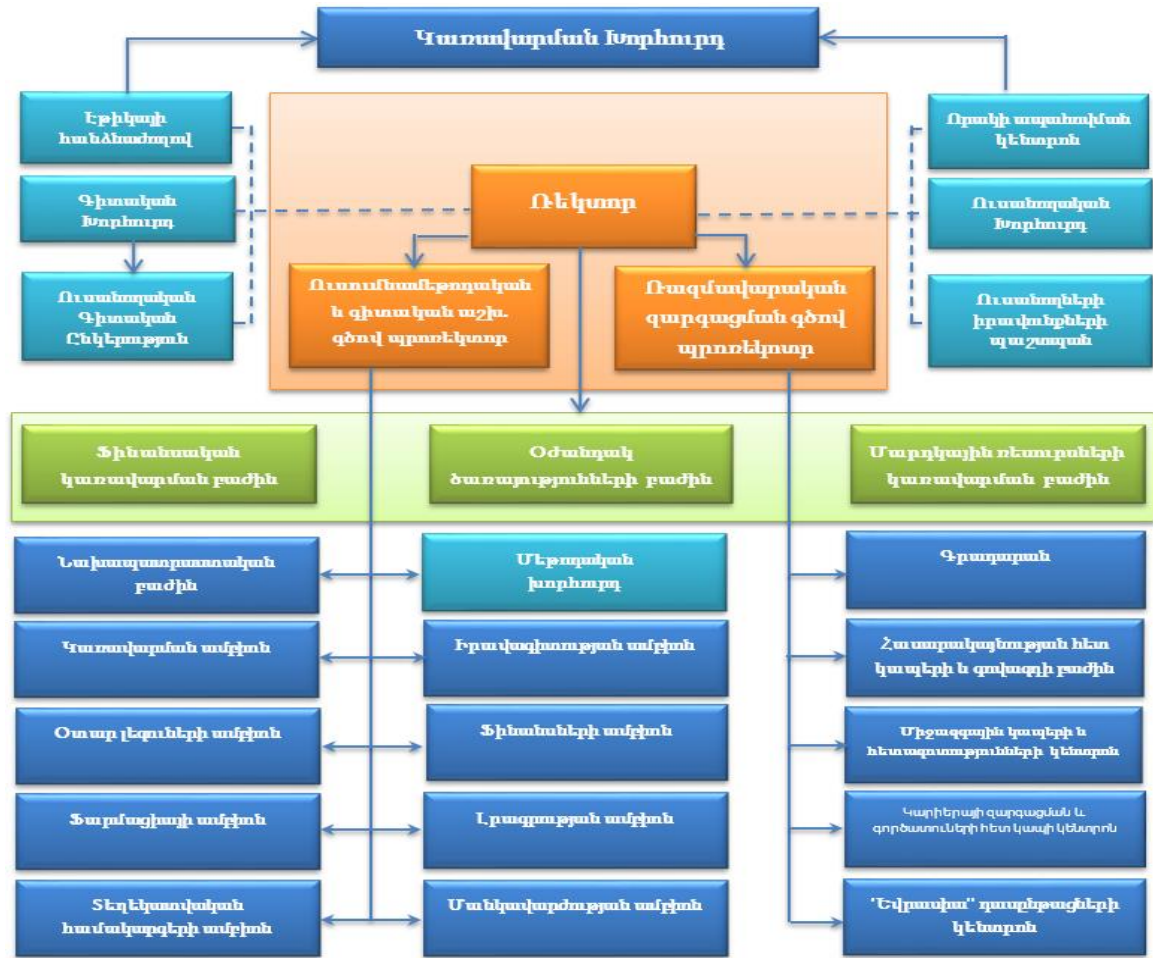 Կառավարման Խորհուրդ
Էթիկայի
հանձնաժողով
Գիտական
Խորհուրդ
Ուսանողական
Գիտական
Ընկերություն
Ռեկտոր
Ուսումնամեթոդական
և գիտական աշխ.
գծով պրոռեկտոր
Ռազմավարական
զարգացման գծով
պրոռեկոտր
Որակի ապահովման
կենտրոն
Ուսանողական
Խորհուրդ
Ուսանողների
իրավունքների
պաշտպան
Ֆինանսական
կառավարման բաժին
Օժանդակ
ծառայությունների բաժին
Մարդկային ռեսուրսների
կառավարման բաժին
Նախապատրաստական
բաժին
Մեթոդական
խորհուրդ
Գրադարան
Կառավարման ամբիոն
Իրավագիտության ամբիոն
Հասարակայնության հետ
կապերի և գովազդի բաժին
Օտար լեզուների ամբիոն
Ֆինանսների ամբիոն
Միջազգային կապերի և
հետազոտությունների կենտրոն
Ֆարմացիայի ամբիոն
Լրագրության ամբիոն
Կարիերայի զարգացման և
գործատուների հետ կապի կենտրոն
Տեղեկատվական
համակարգերի ամբիոն
Մանկավարժության ամբիոն
"Եվրասիա" դասընթացների
կենտրոն